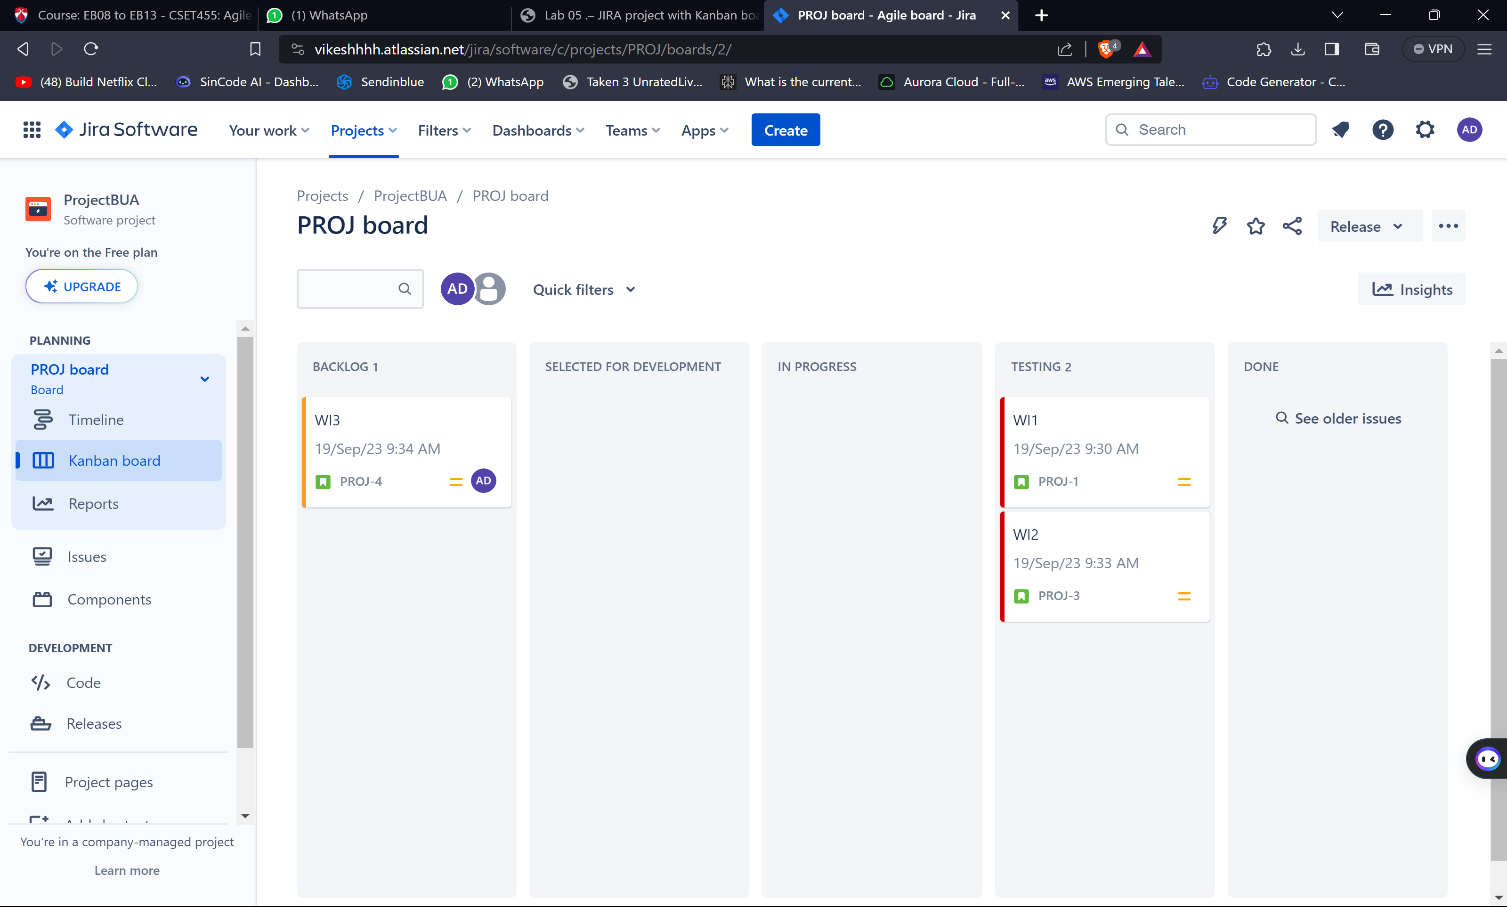 Course: EB08 to EB13 - CSET455: Agile
(1) WhatsApp
Lab 05 .– JIRA project with Kanban boa
PROJ board - Agile board - Jira
vikeshhhh.atlassian.net/jira/software/c/projects/PROJ/boards/2/
4
VPN
(48) Build Netflix Cl...
SinCode AI - Dashb...
Sendinblue
(2) WhatsApp
Taken 3 UnratedLiv...
What is the current...
Aurora Cloud - Full-...
AWS Emerging Tale...
Code Generator - C...
Jira Software
Your work
Projects
Filters
Dashboards
Teams
Apps
Create
Search
AD
ProjectBUA
Software project
You're on the Free plan
UPGRADE
PLANNING
PROJ board
Board
Timeline
Kanban board
Reports
Issues
Components
DEVELOPMENT
Code
Releases
Project pages
You're in a company-managed project
Learn more
Projects / ProjectBUA / PROJ board
PROJ board
Release
AD
Quick filters
Insights
BACKLOG 1
WI3
19/Sep/23 9:34 AM
PROJ-4
AD
SELECTED FOR DEVELOPMENT
IN PROGRESS
TESTING 2
WI1
19/Sep/23 9:30 AM
PROJ-1
WI2
19/Sep/23 9:33 AM
PROJ-3
DONE
See older issues